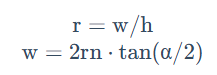 r = w/h
w = 2rn · tan(α/2)